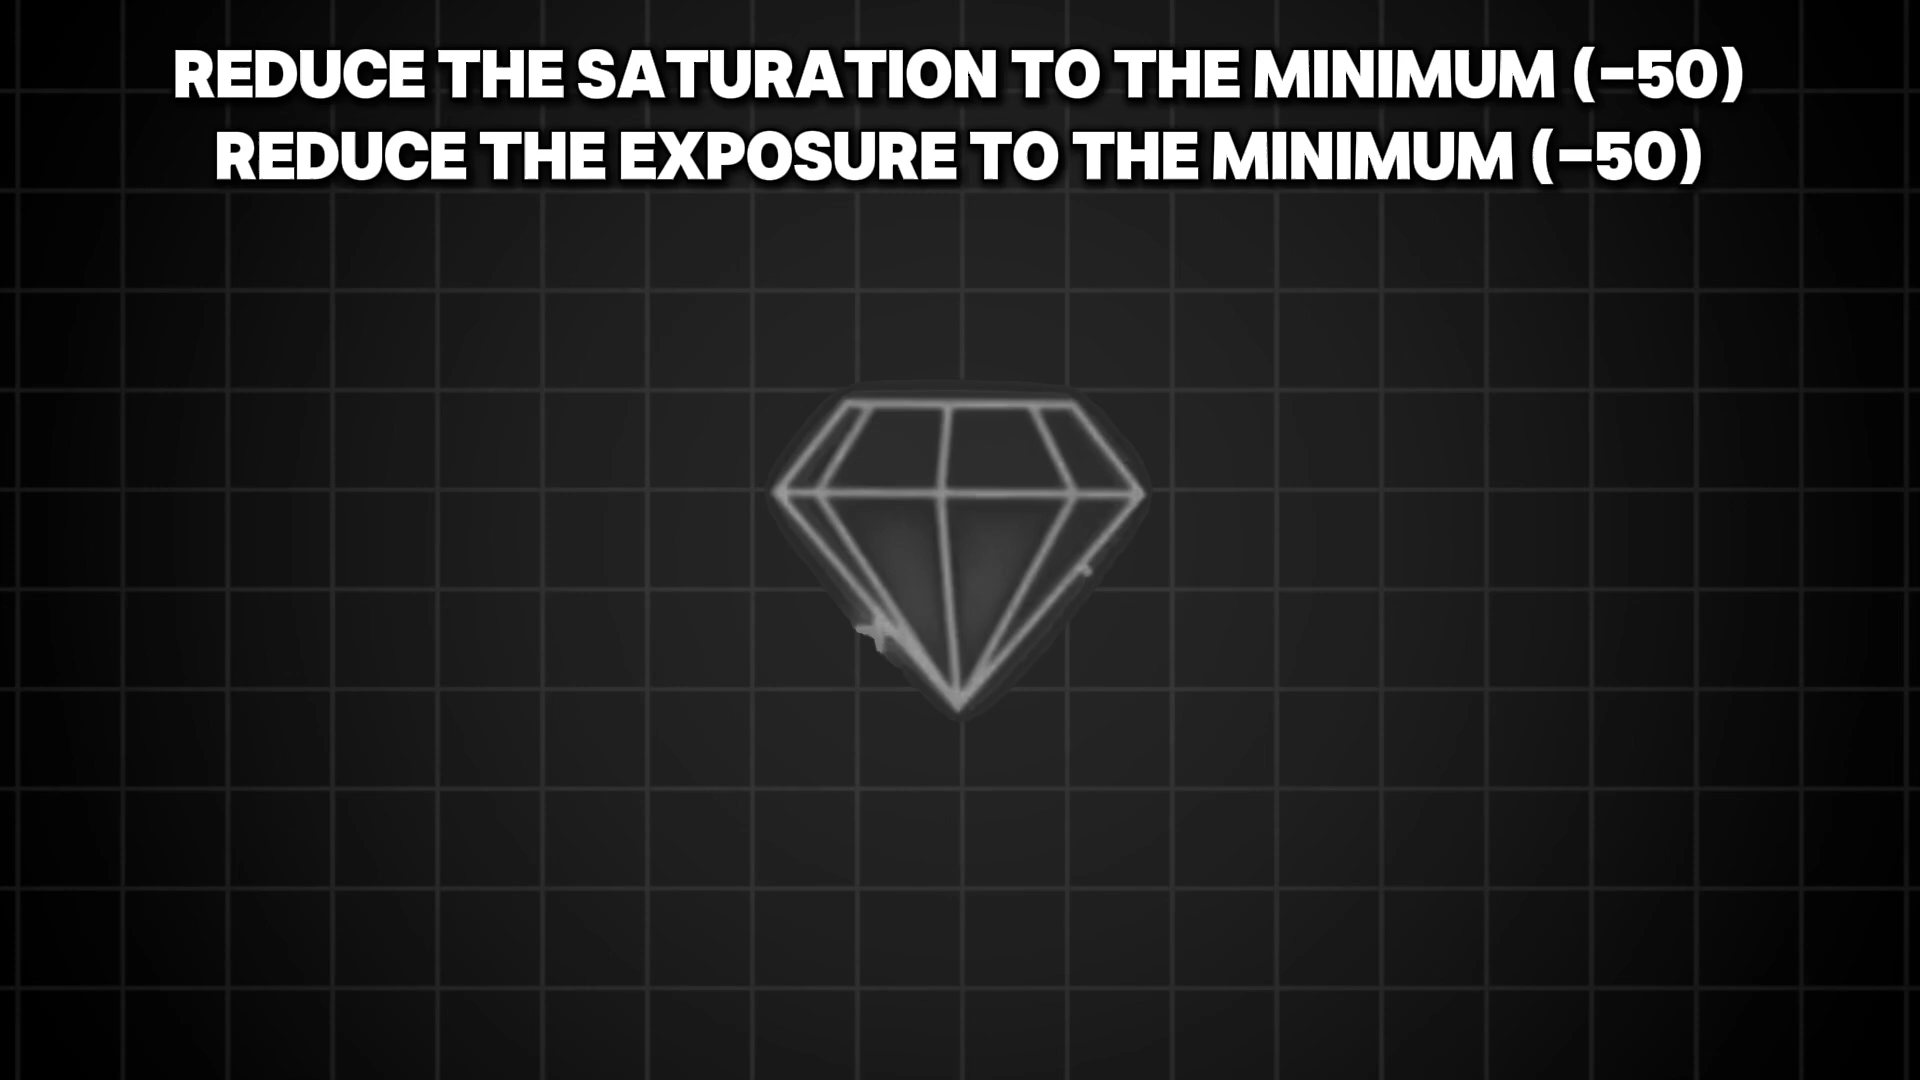 REDUCE THE SATURATION TO THE MINIMUM (-50)
REDUCE THE EXPOSURE TO THE MINIMUM (-50)